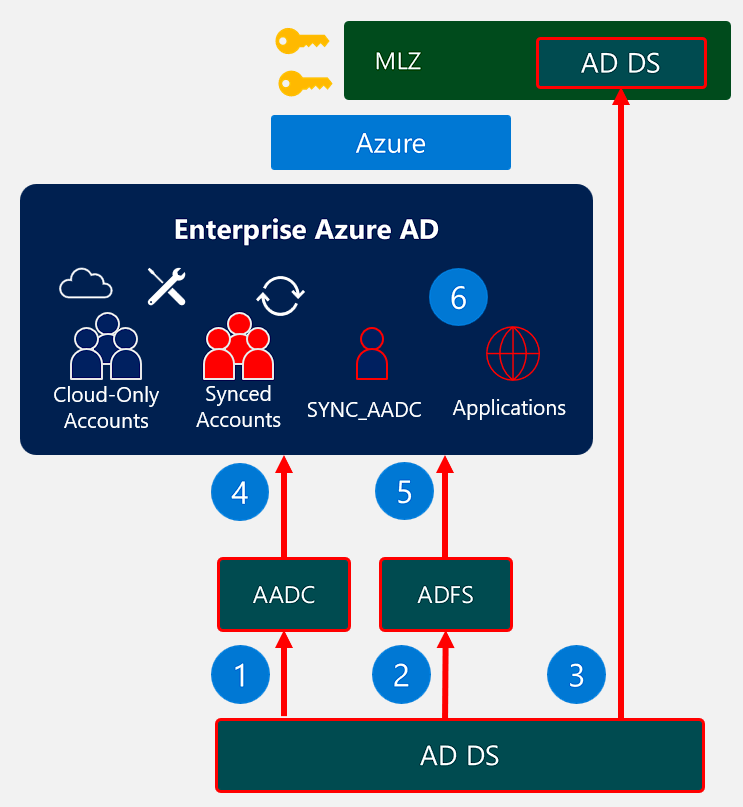 MLZ
AD DS
Azure
Enterprise Azure AD
6
Cloud-Only
Accounts
Synced
Accounts
SYNC_AADC
Applications
4
5
AADC
ADFS
1
2
3
AD DS